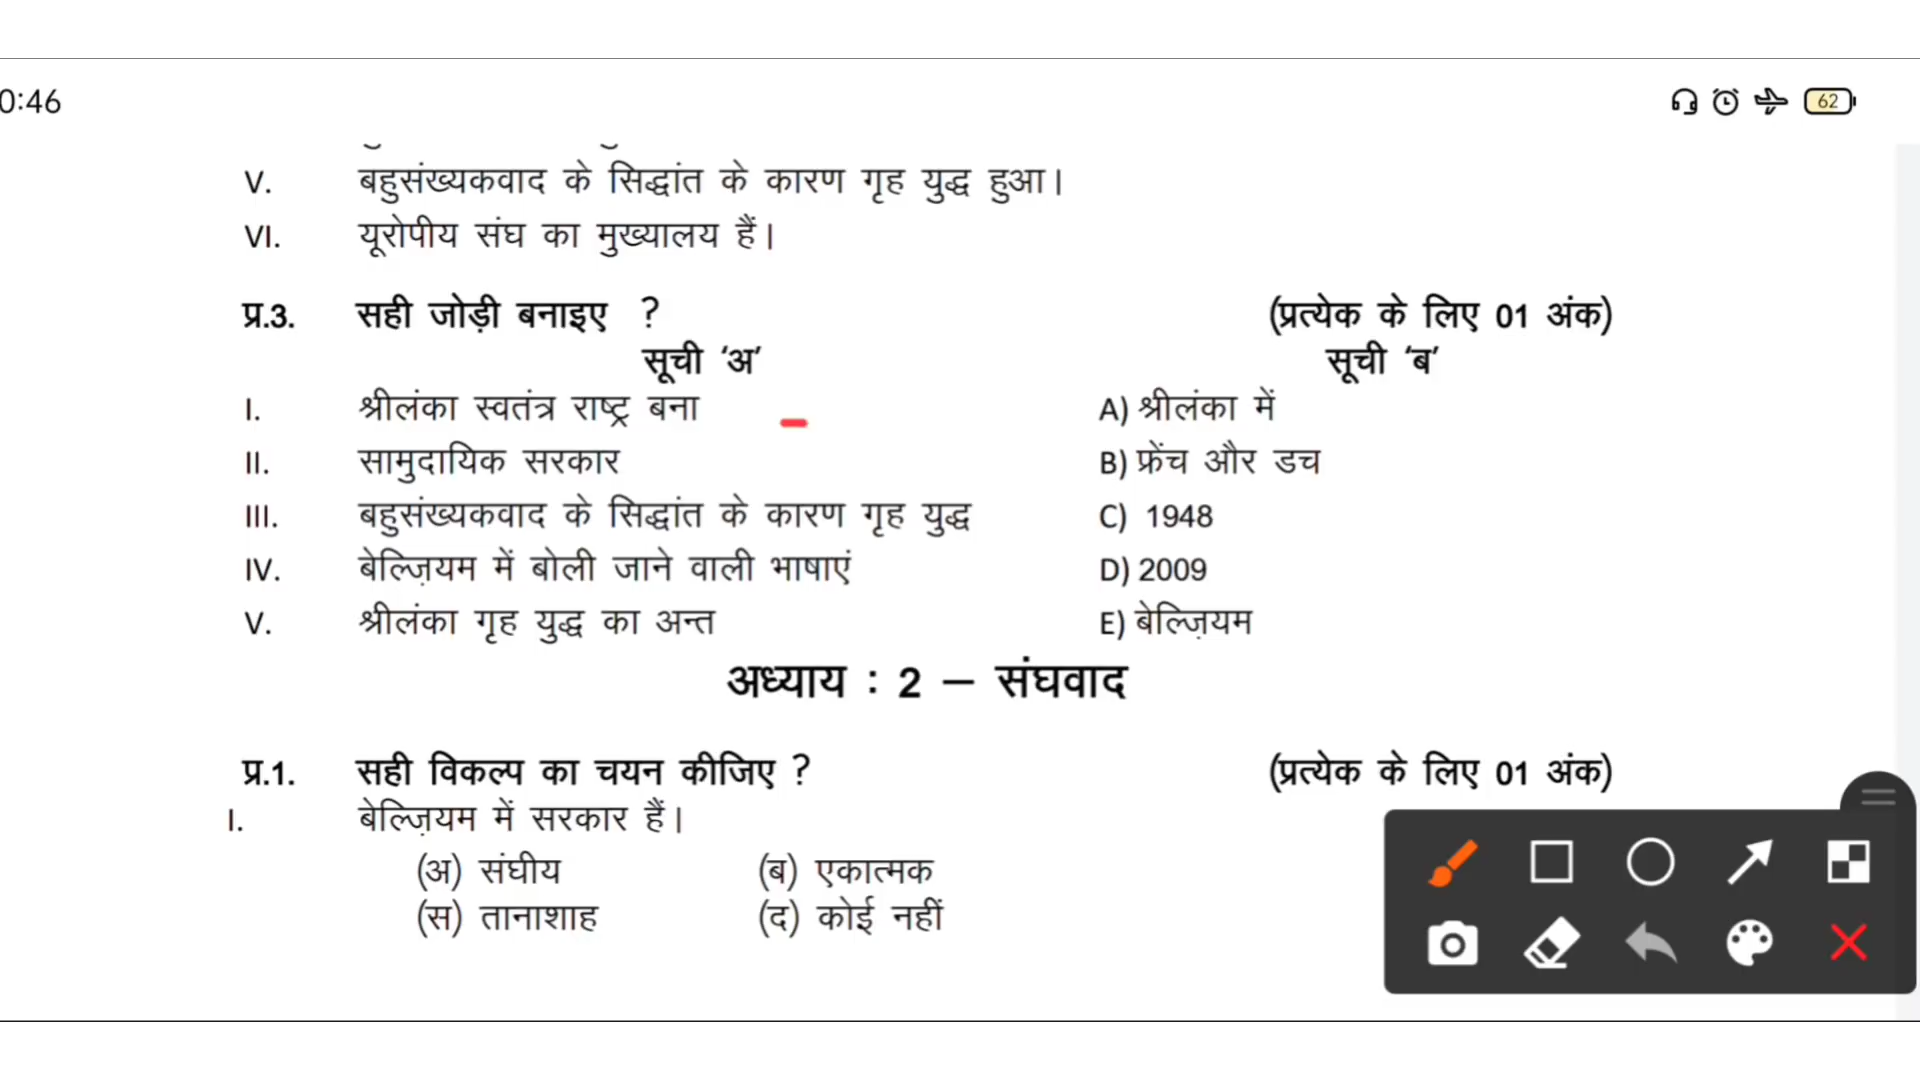 0:46
62
V. बहुसंख्यकवाद के सिद्धांत के कारण गृह युद्ध हुआ।
VI. यूरोपीय संघ का मुख्यालय हैं।
प्र.3. सही जोड़ी बनाइए ? (प्रत्येक के लिए 01 अंक)
सूची ‘अ’ सूची ‘ब’
I. श्रीलंका स्वतंत्र राष्ट्र बना A) श्रीलंका में
II. सामुदायिक सरकार B) फ्रेंच और डच
III. बहुसंख्यकवाद के सिद्धांत के कारण गृह युद्ध C) 1948
IV. बेल्ज़ियम में बोली जाने वाली भाषाएं D) 2009
V. श्रीलंका गृह युद्ध का अन्त E) बेल्ज़ियम
अध्याय : 2 – संघवाद
प्र.1. सही विकल्प का चयन कीजिए ? (प्रत्येक के लिए 01 अंक)
I. बेल्ज़ियम में सरकार हैं।
(अ) संघीय (ब) एकात्मक
(स) तानाशाह (द) कोई नहीं